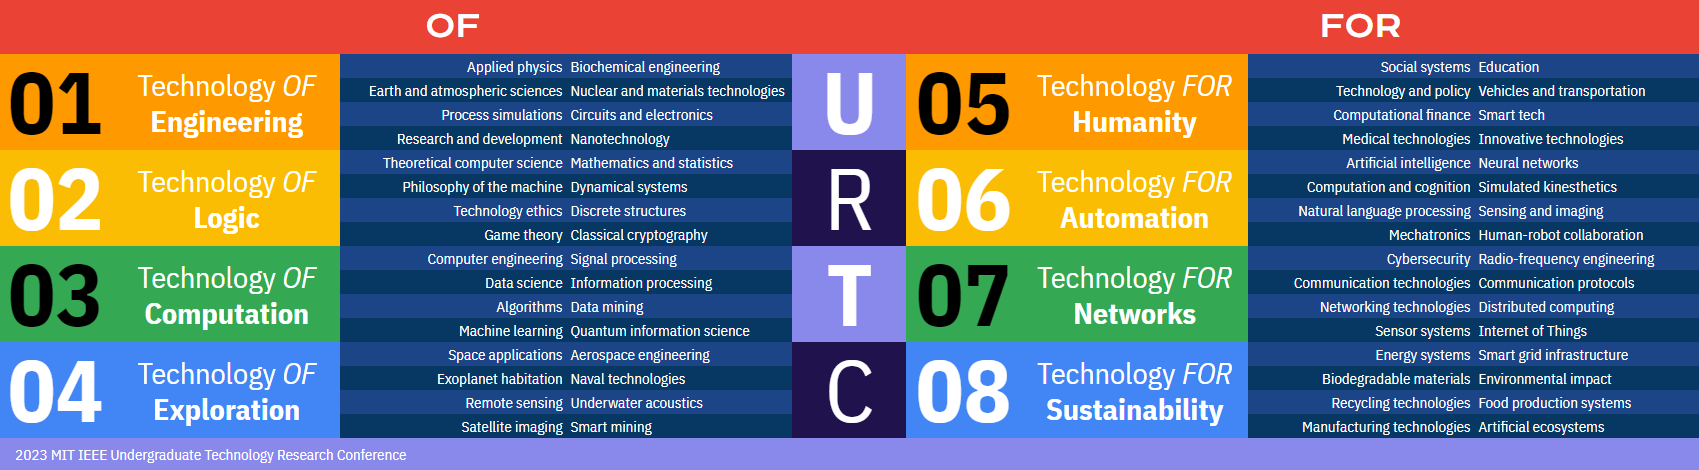 OF
FOR
01
Technology OF
Engineering
Applied physics Biochemical engineering
Earth and atmospheric sciences Nuclear and materials technologies
Process simulations Circuits and electronics
Research and development Nanotechnology
02
Technology OF
Logic
Theoretical computer science Mathematics and statistics
Philosophy of the machine Dynamical systems
Technology ethics Discrete structures
Game theory Classical cryptography
03
Technology OF
Computation
Computer engineering Signal processing
Data science Information processing
Algorithms Data mining
Machine learning Quantum information science
04
Technology OF
Exploration
Space applications Aerospace engineering
Exoplanet habitation Naval technologies
Remote sensing Underwater acoustics
Satellite imaging Smart mining
U
R
T
C
05
Technology FOR
Humanity
Social systems Education
Technology and policy Vehicles and transportation
Computational finance Smart tech
Medical technologies Innovative technologies
06
Technology FOR
Automation
Artificial intelligence Neural networks
Computation and cognition Simulated kinesthetics
Natural language processing Sensing and imaging
Mechatronics Human-robot collaboration
07
Technology FOR
Networks
Cybersecurity Radio-frequency engineering
Communication technologies Communication protocols
Networking technologies Distributed computing
Sensor systems Internet of Things
08
Technology FOR
Sustainability
Energy systems Smart grid infrastructure
Biodegradable materials Environmental impact
Recycling technologies Food production systems
Manufacturing technologies Artificial ecosystems
2023 MIT IEEE Undergraduate Technology Research Conference